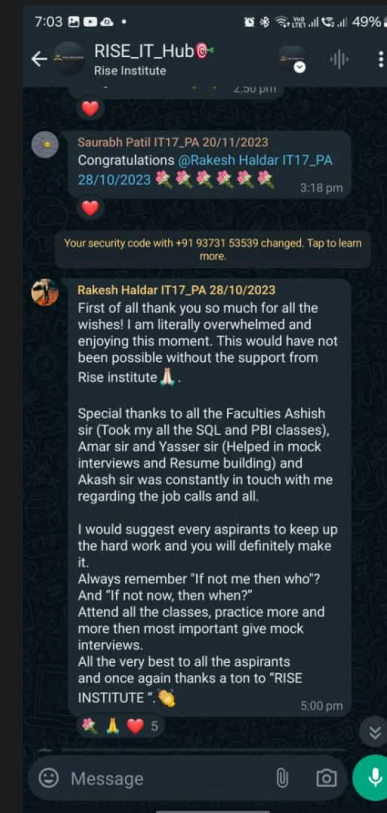 7:03
49%
RISE_IT_Hub
Rise Institute
2:50 pm
Saurabh Patil IT17_PA 20/11/2023
Congratulations @Rakesh Haldar IT17_PA
28/10/2023
3:18 pm
Your security code with +91 93731 53539 changed. Tap to learn
more.
Rakesh Haldar IT17_PA 28/10/2023
First of all thank you so much for all the
wishes! I am literally overwhelmed and
enjoying this moment. This would have not
been possible without the support from
Rise institute🙏🏻.
Special thanks to all the Faculties Ashish
sir (Took my all the SQL and PBI classes),
Amar sir and Yasser sir (Helped in mock
interviews and Resume building) and
Akash sir was constantly in touch with me
regarding the job calls and all.
I would suggest every aspirants to keep up
the hard work and you will definitely make
it.
Always remember "If not me then who"?
And “If not now, then when?”
Attend all the classes, practice more and
more then most important give mock
interviews.
All the very best to all the aspirants
and once again thanks a ton to “RISE
INSTITUTE “.👏
5:00 pm
5
Message